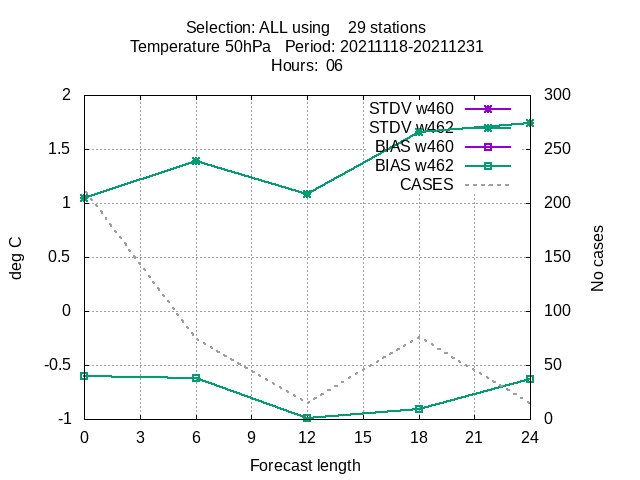 Selection: ALL using 29 stations
Temperature 50hPa Period: 20211118-20211231
Hours: 06
2 300
STDV w460
STDV w462
1.5 250
BIAS w460
BIAS w462
CASES
1 200
deg C
No cases
0.5 150
0 100
-0.5 50
-1 0
0 3 6 9 12 15 18 21 24
Forecast length